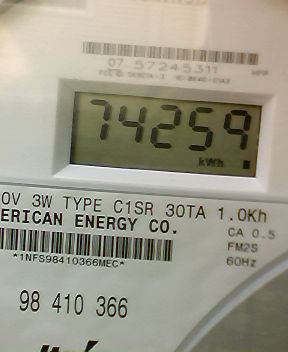 07 57245311
74259
kWh
0V 3W TYPE C1SR 30TA 1.0Kh
ERICAN ENERGY CO.
CA 0.5
FM2S
*1NFS98410366MEC*
60Hz
98 410 366